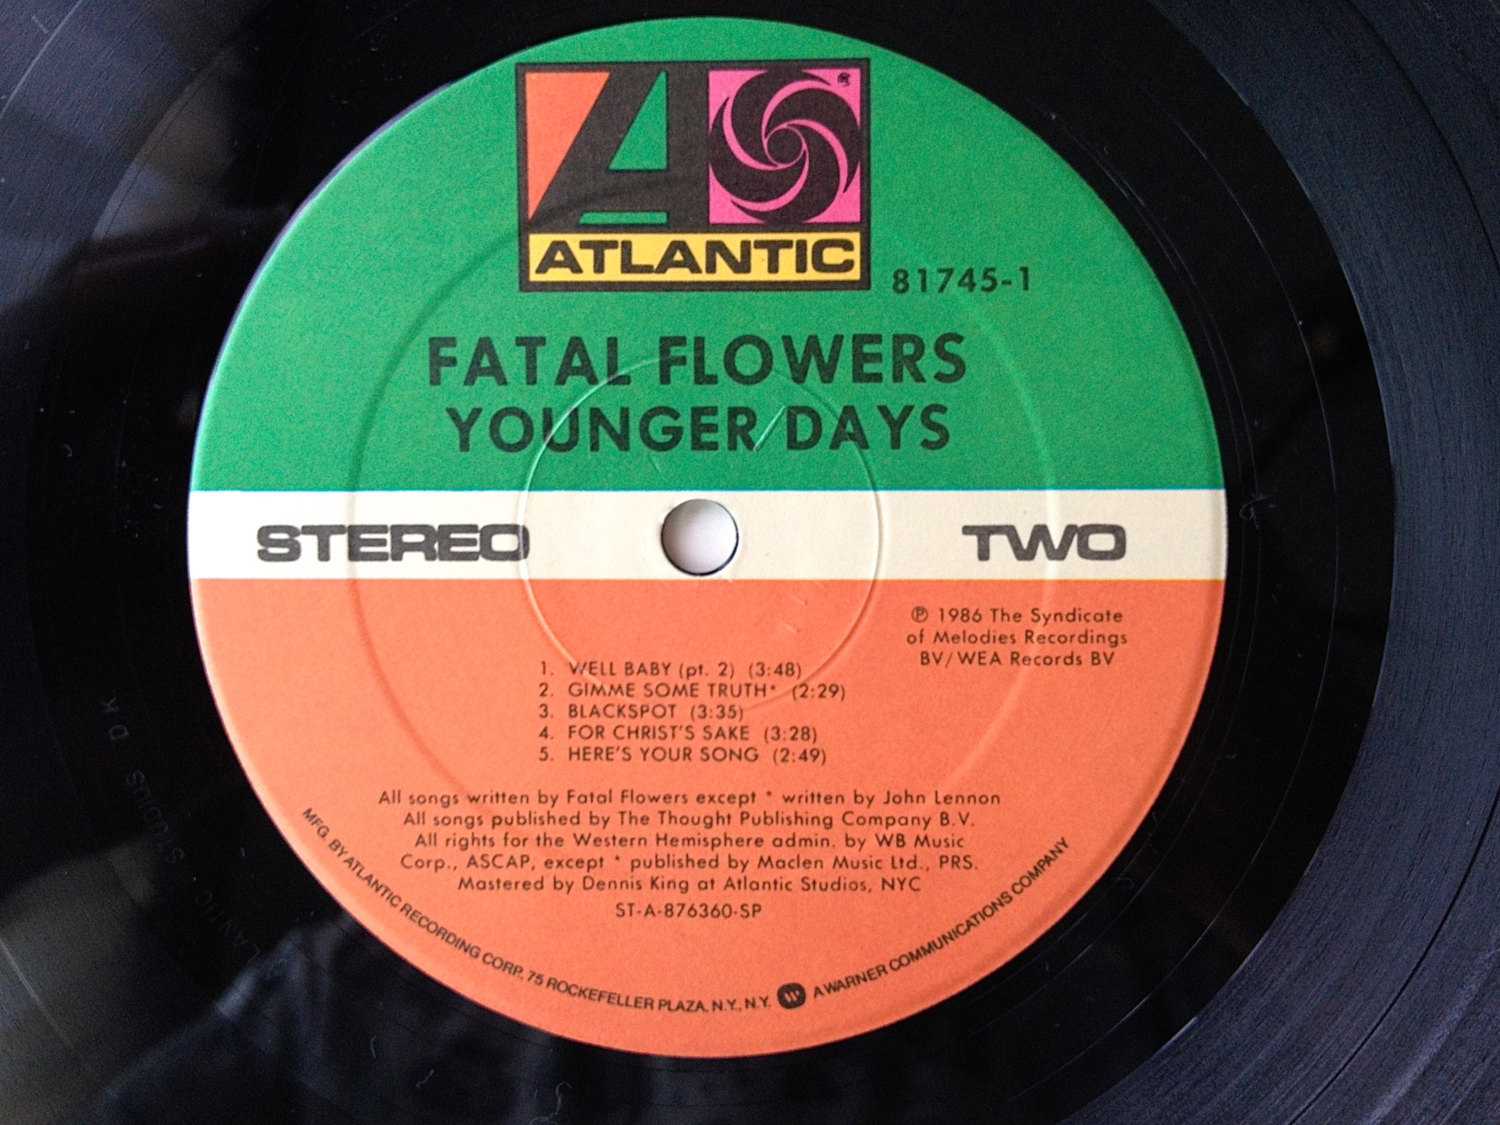 ATLANTIC
81745-1
FATAL FLOWERS
YOUNGER DAYS
STEREO
TWO
℗ 1986 The Syndicate
of Melodies Recordings
BV/WEA Records BV
1. WELL BABY (pt. 2) (3:48)
2. GIMME SOME TRUTH* (2:29)
3. BLACKSPOT (3:35)
4. FOR CHRIST'S SAKE (3:28)
5. HERE'S YOUR SONG (2:49)
All songs written by Fatal Flowers except * written by John Lennon
All songs published by The Thought Publishing Company B.V.
All rights for the Western Hemisphere admin. by WB Music
Corp., ASCAP, except * published by Maclen Music Ltd., PRS.
Mastered by Dennis King at Atlantic Studios, NYC
ST-A-876360-SP
MFG. BY ATLANTIC RECORDING CORP., 75 ROCKEFELLER PLAZA, N.Y., N.Y. A WARNER COMMUNICATIONS COMPANY
STUDIOS DK